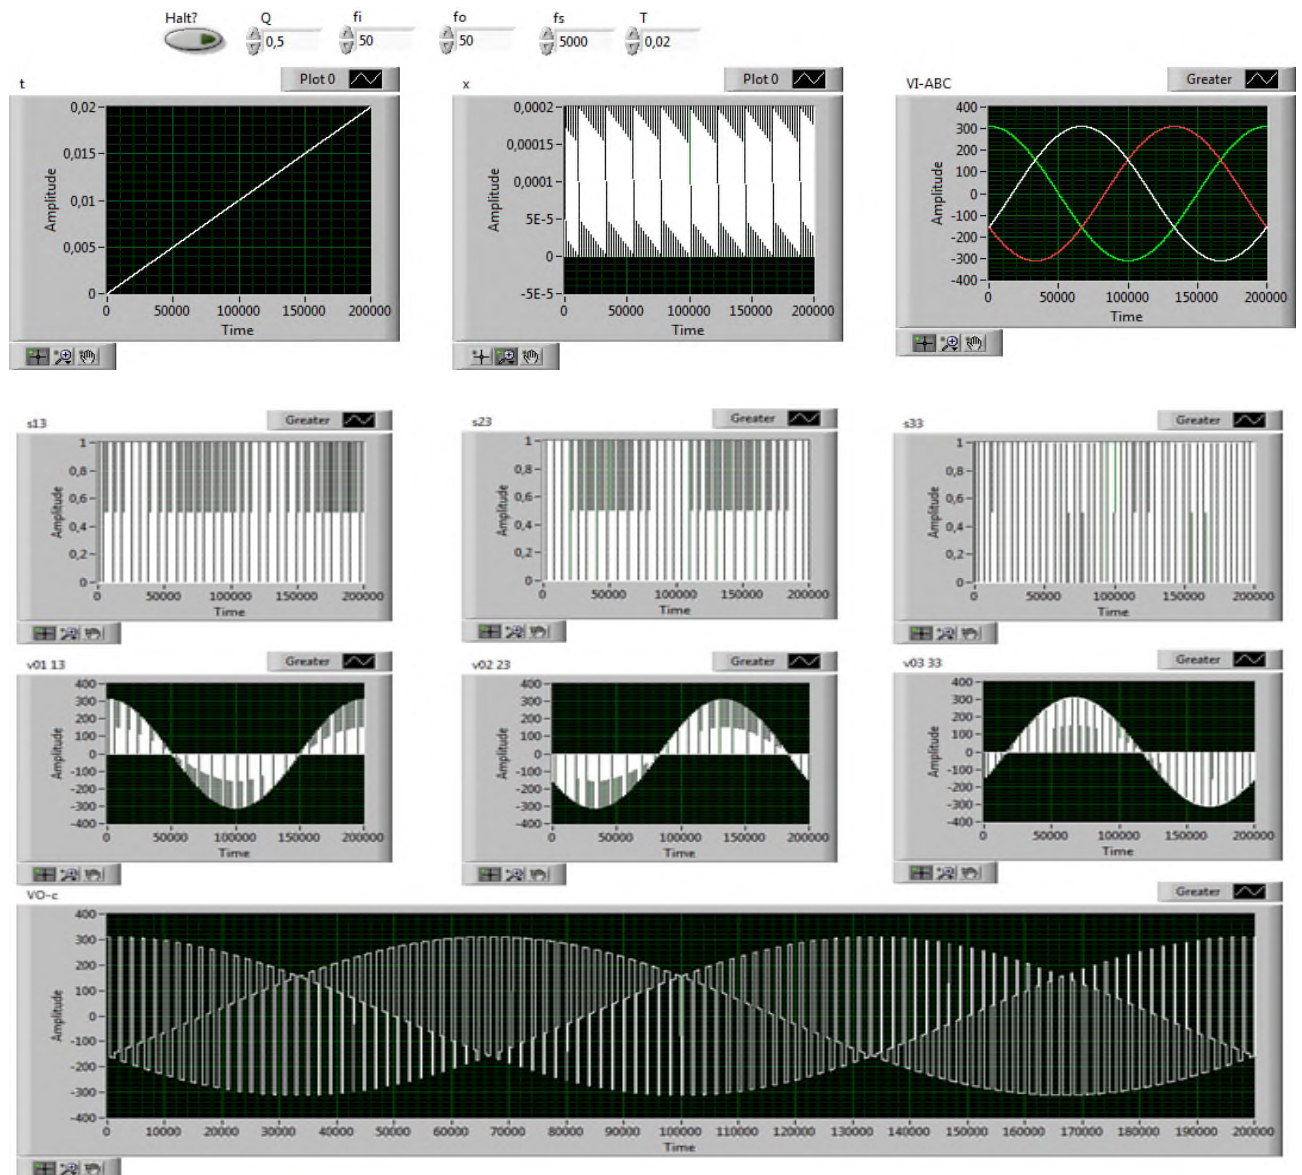 Halt? Q fi fo fs T
0,5 50 50 5000 0,02
t Plot 0
0,02
0,015
0,01
0,005
0
Amplitude
0 50000 100000 150000 200000
Time
x Plot 0
0,0002
0,00015
0,0001
5E-5
0
-5E-5
Amplitude
0 50000 100000 150000 200000
Time
VI-ABC Greater
400
300
200
100
0
-100
-200
-300
-400
Amplitude
0 50000 100000 150000 200000
Time
s13 Greater
1
0,8
0,6
0,4
0,2
0
Amplitude
0 50000 100000 150000 200000
Time
s23 Greater
1
0,8
0,6
0,4
0,2
0
Amplitude
0 50000 100000 150000 200000
Time
s33 Greater
1
0,8
0,6
0,4
0,2
0
Amplitude
0 50000 100000 150000 200000
Time
v01 13 Greater
400
300
200
100
0
-100
-200
-300
-400
Amplitude
0 50000 100000 150000 200000
Time
v02 23 Greater
400
300
200
100
0
-100
-200
-300
-400
Amplitude
0 50000 100000 150000 200000
Time
v03 33 Greater
400
300
200
100
0
-100
-200
-300
-400
Amplitude
0 50000 100000 150000 200000
Time
VO-c Greater
400
300
200
100
0
-100
-200
-300
-400
Amplitude
0 10000 20000 30000 40000 50000 60000 70000 80000 90000 100000 110000 120000 130000 140000 150000 160000 170000 180000 190000 200000
Time